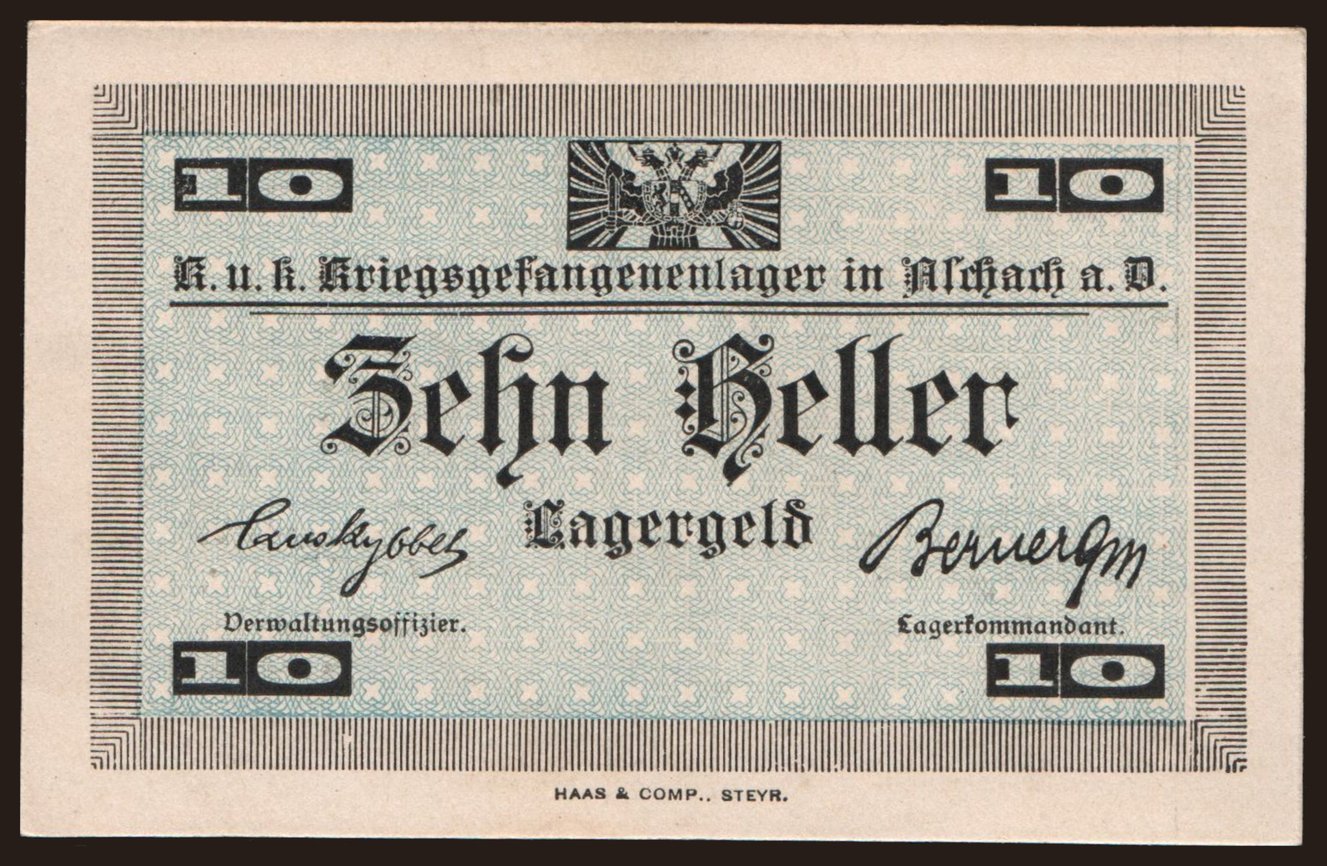 10 10
K. u. k. Kriegsgefangenenlager in Aschach a. D.
Zehn Heller
Lagergeld
Verwaltungsoffizier. Lagerkommandant.
10 10
HAAS & COMP., STEYR.